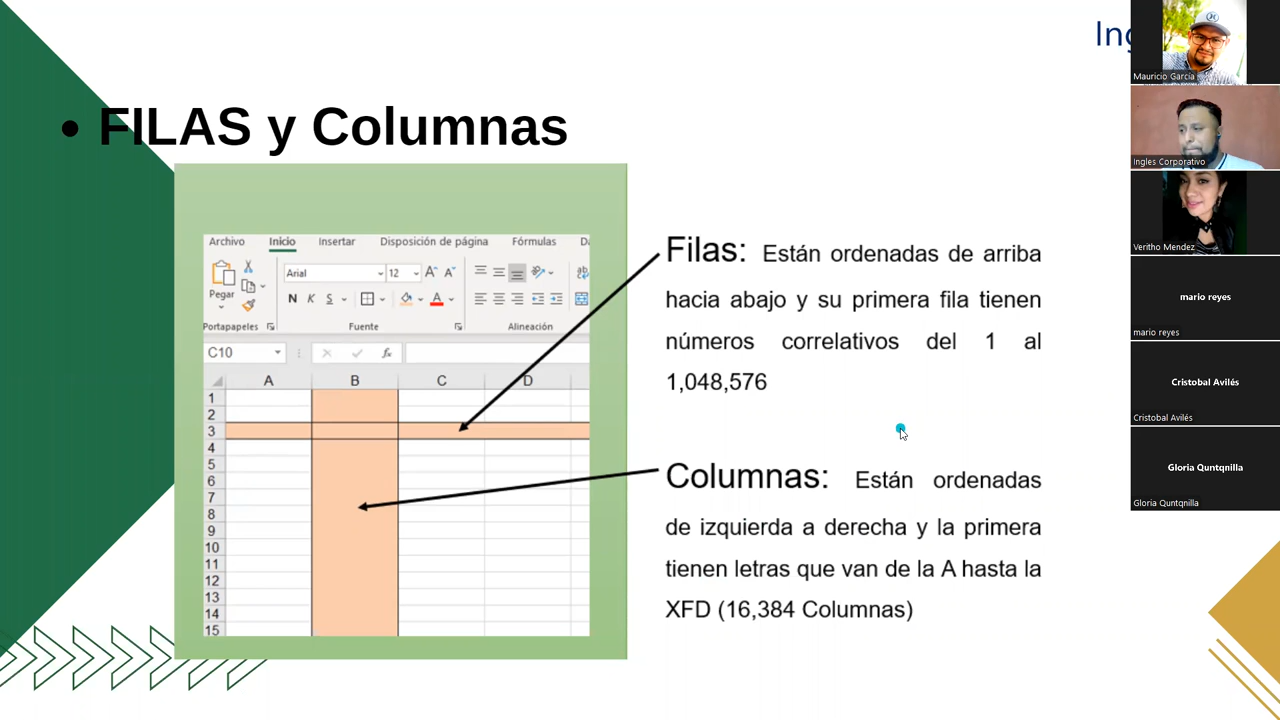 Ing
• FILAS y Columnas
Archivo Inicio Insertar Disposición de página Fórmulas Da
Arial 12 A A ab
Pegar
N K S A
Portapapeles Fuente Alineación
C10 fx
A B C D
1
2
3
4
5
6
7
8
9
10
11
12
13
14
15
Filas: Están ordenadas de arriba
hacia abajo y su primera fila tienen
números correlativos del 1 al
1,048,576
Columnas: Están ordenadas
de izquierda a derecha y la primera
tienen letras que van de la A hasta la
XFD (16,384 Columnas)
Mauricio García
Ingles Corporativo
Veritho Mendez
mario reyes
mario reyes
Cristobal Avilés
Cristobal Avilés
Gloria Quntqnilla
Gloria Quntqnilla